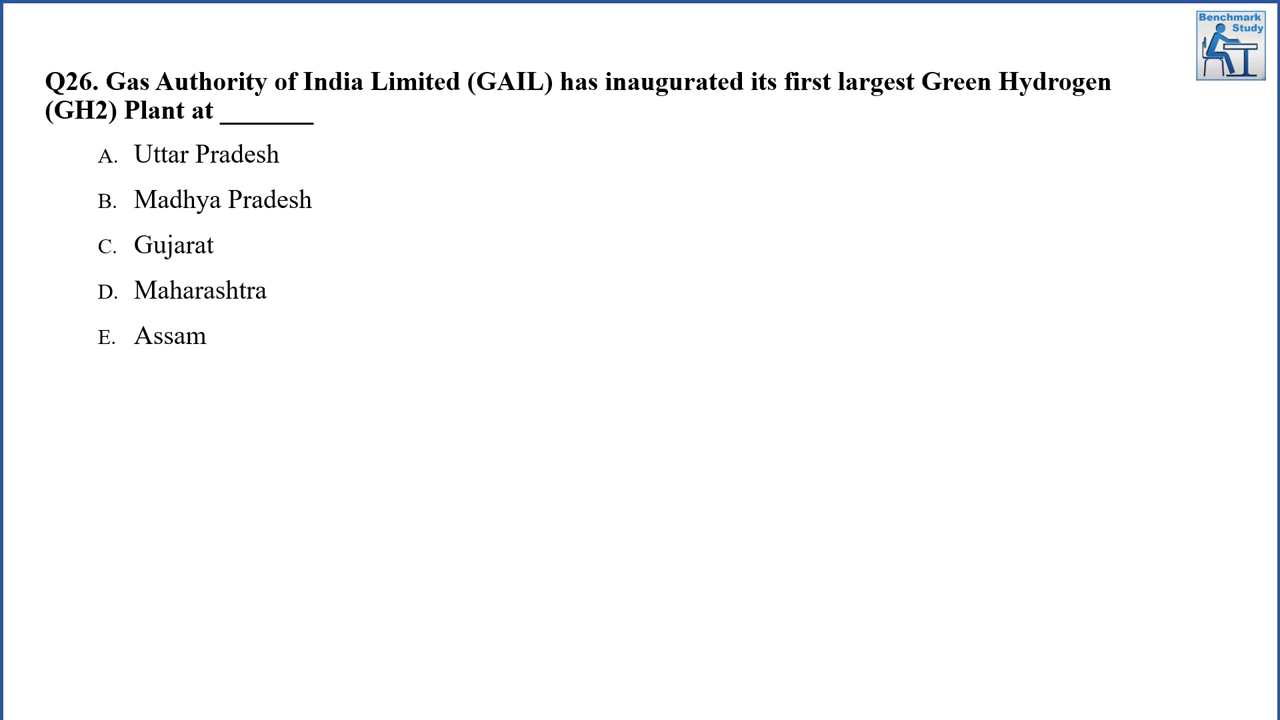 Benchmark
Study
Q26. Gas Authority of India Limited (GAIL) has inaugurated its first largest Green Hydrogen
(GH2) Plant at _______
A. Uttar Pradesh
B. Madhya Pradesh
C. Gujarat
D. Maharashtra
E. Assam